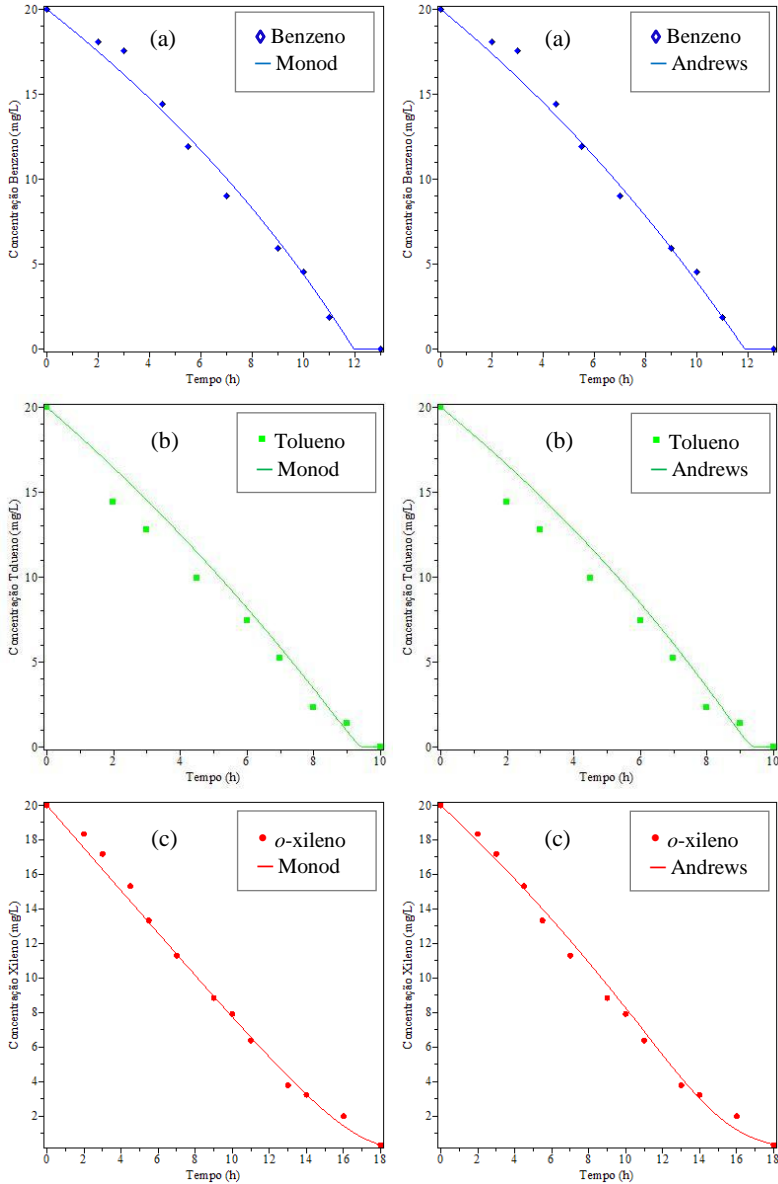 (a)
Benzeno
Monod
Concentração Benzeno (mg/L)
20
15
10
5
0
0 2 4 6 8 10 12
Tempo (h)
(a)
Benzeno
Andrews
Concentração Benzeno (mg/L)
20
15
10
5
0
0 2 4 6 8 10 12
Tempo (h)
(b)
Tolueno
Monod
Concentração Tolueno (mg/L)
20
15
10
5
0
0 2 4 6 8 10
Tempo (h)
(b)
Tolueno
Andrews
Concentração Tolueno (mg/L)
20
15
10
5
0
0 2 4 6 8 10
Tempo (h)
(c)
o-xileno
Monod
Concentração Xileno (mg/L)
20
18
16
14
12
10
8
6
4
2
0 2 4 6 8 10 12 14 16 18
Tempo (h)
(c)
o-xileno
Andrews
Concentração Xileno (mg/L)
20
18
16
14
12
10
8
6
4
2
0 2 4 6 8 10 12 14 16 18
Tempo (h)